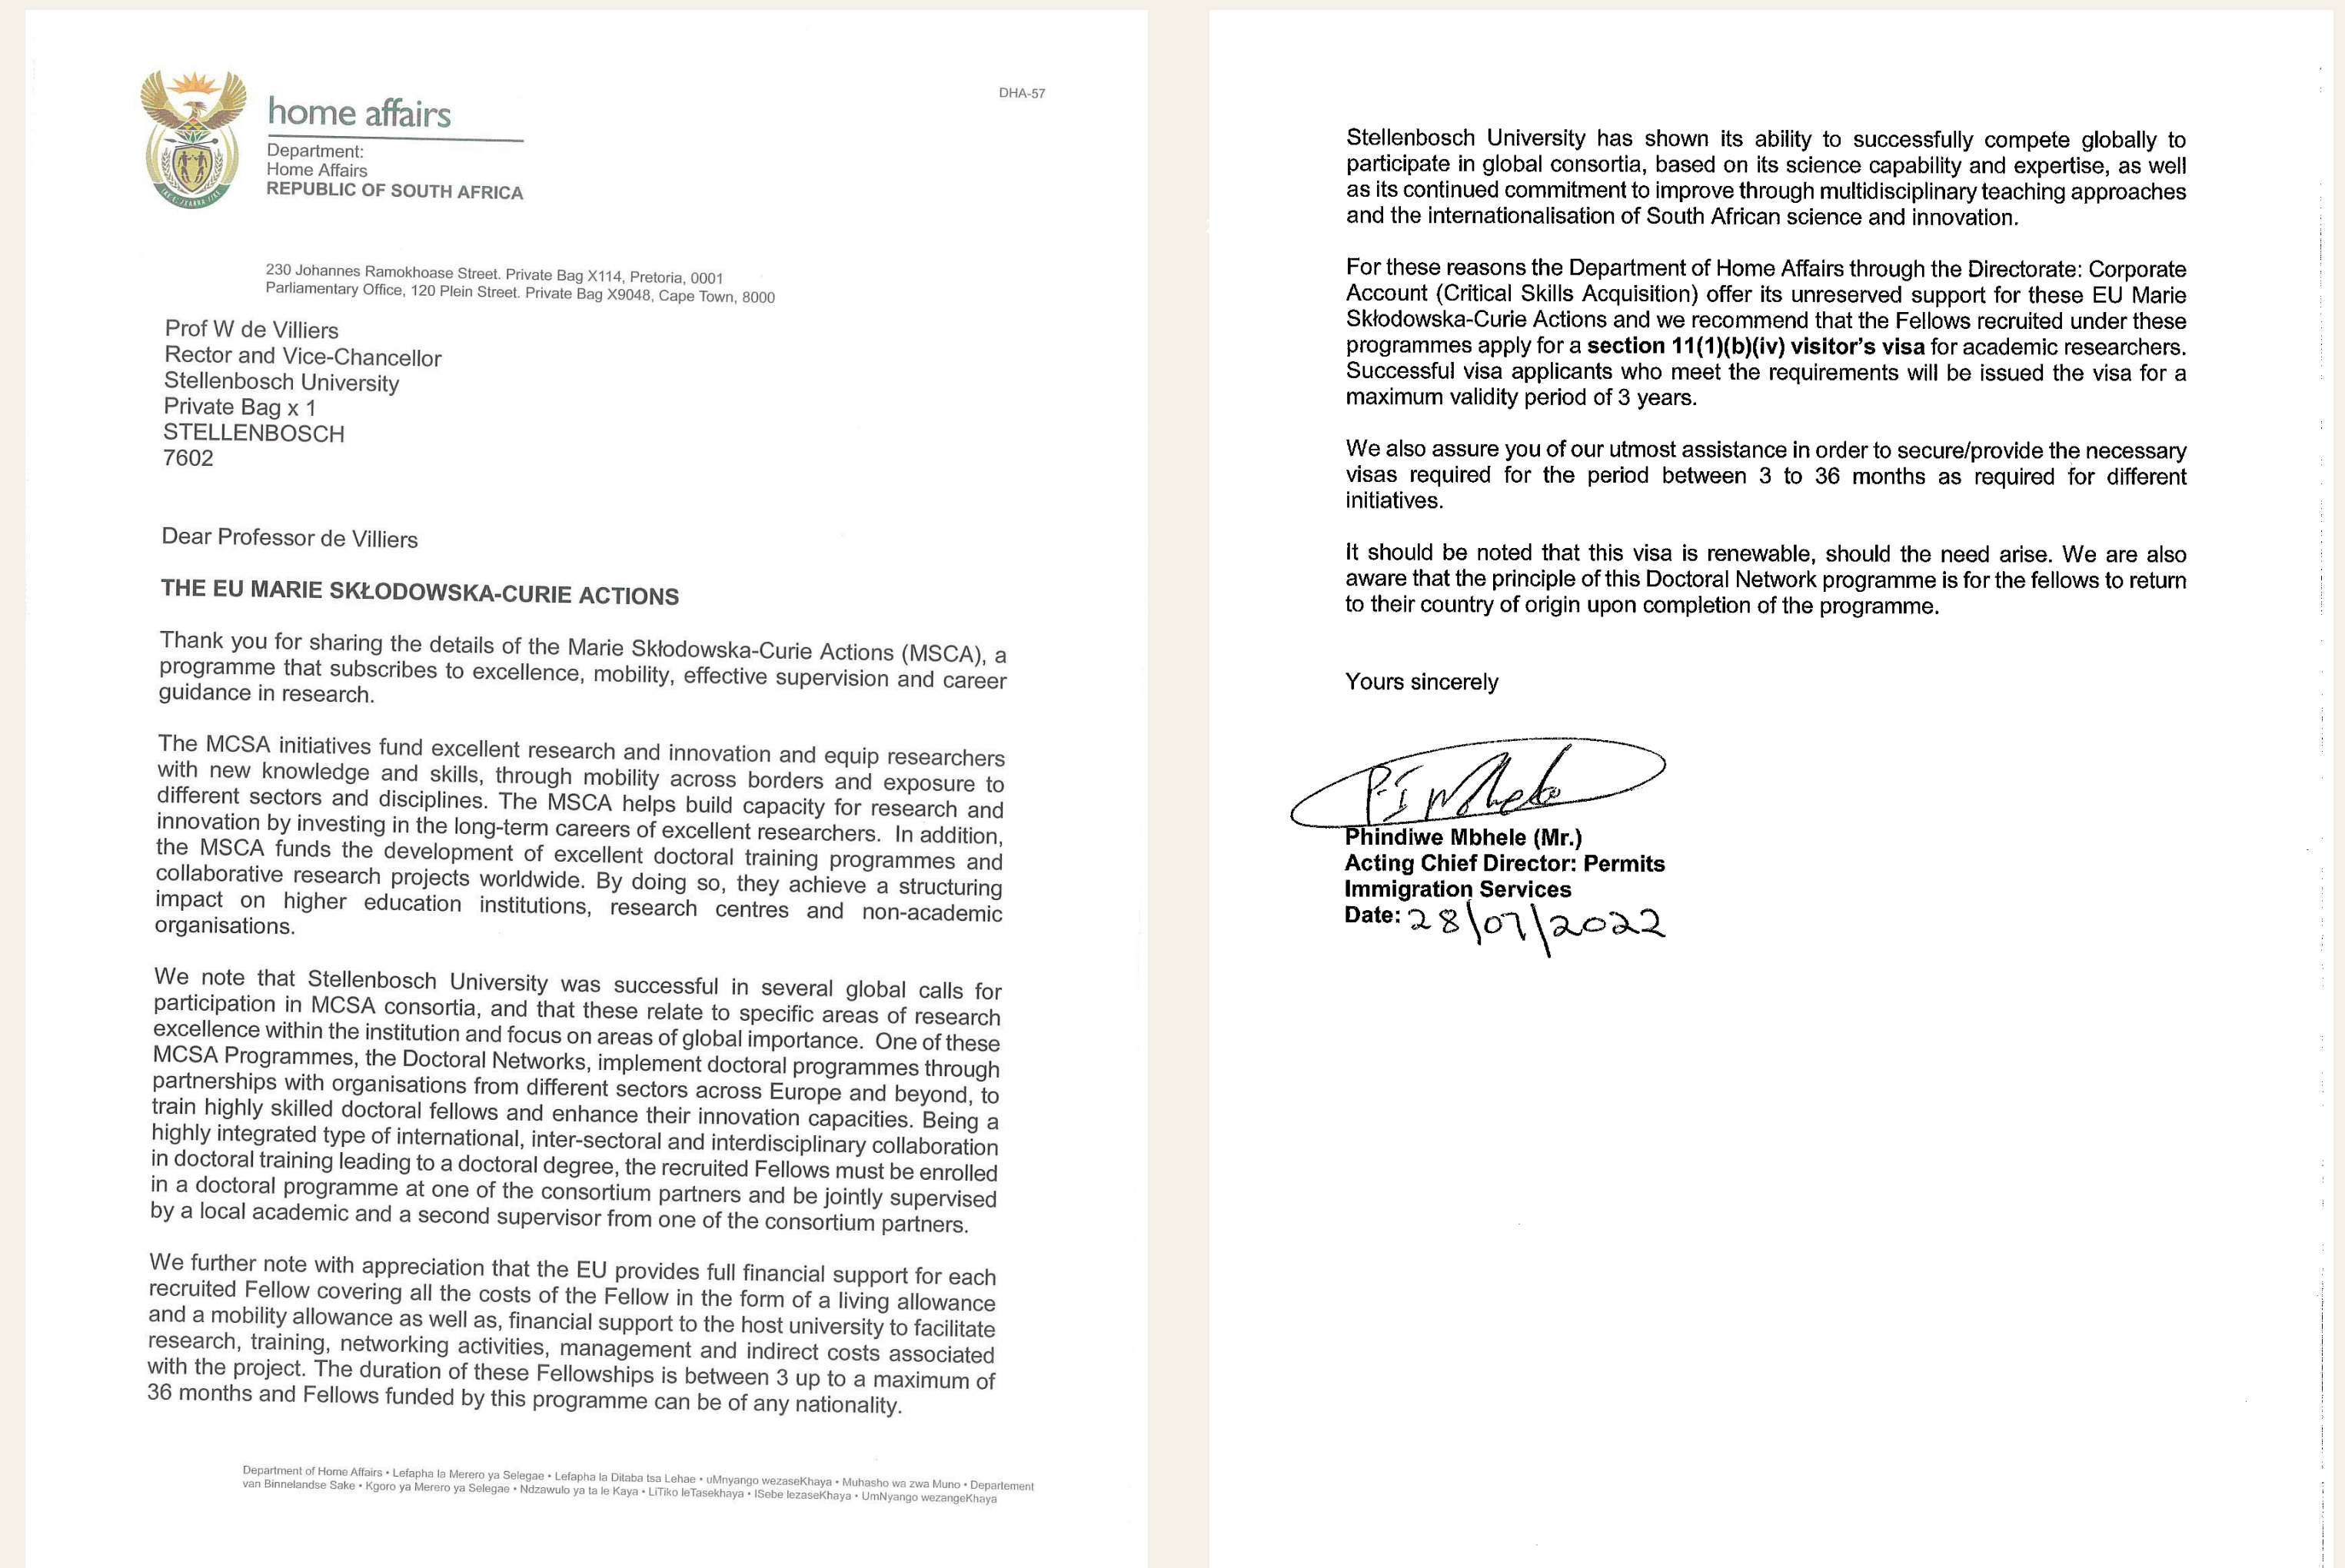 DHA-57
home affairs
Department:
Home Affairs
REPUBLIC OF SOUTH AFRICA
230 Johannes Ramokhoase Street. Private Bag X114, Pretoria, 0001
Parliamentary Office, 120 Plein Street. Private Bag X9048, Cape Town, 8000
Prof W de Villiers
Rector and Vice-Chancellor
Stellenbosch University
Private Bag x 1
STELLENBOSCH
7602
Dear Professor de Villiers
THE EU MARIE SKŁODOWSKA-CURIE ACTIONS
Thank you for sharing the details of the Marie Skłodowska-Curie Actions (MSCA), a
programme that subscribes to excellence, mobility, effective supervision and career
guidance in research.
The MCSA initiatives fund excellent research and innovation and equip researchers
with new knowledge and skills, through mobility across borders and exposure to
different sectors and disciplines. The MSCA helps build capacity for research and
innovation by investing in the long-term careers of excellent researchers. In addition,
the MSCA funds the development of excellent doctoral training programmes and
collaborative research projects worldwide. By doing so, they achieve a structuring
impact on higher education institutions, research centres and non-academic
organisations.
We note that Stellenbosch University was successful in several global calls for
participation in MCSA consortia, and that these relate to specific areas of research
excellence within the institution and focus on areas of global importance. One of these
MCSA Programmes, the Doctoral Networks, implement doctoral programmes through
partnerships with organisations from different sectors across Europe and beyond, to
train highly skilled doctoral fellows and enhance their innovation capacities. Being a
highly integrated type of international, inter-sectoral and interdisciplinary collaboration
in doctoral training leading to a doctoral degree, the recruited Fellows must be enrolled
in a doctoral programme at one of the consortium partners and be jointly supervised
by a local academic and a second supervisor from one of the consortium partners.
We further note with appreciation that the EU provides full financial support for each
recruited Fellow covering all the costs of the Fellow in the form of a living allowance
and a mobility allowance as well as, financial support to the host university to facilitate
research, training, networking activities, management and indirect costs associated
with the project. The duration of these Fellowships is between 3 up to a maximum of
36 months and Fellows funded by this programme can be of any nationality.
Department of Home Affairs • Lefapha la Merero ya Selegae • Lefapha la Ditaba tsa Lehae • uMnyango wezaseKhaya • Muhasho wa zwa Muno • Departement
van Binnelandse Sake • Kgoro ya Merero ya Selegae • Ndzawulo ya ta le Kaya • LiTiko leTasekhaya • ISebe lezaseKhaya • UmNyango wezangeKhaya
Stellenbosch University has shown its ability to successfully compete globally to
participate in global consortia, based on its science capability and expertise, as well
as its continued commitment to improve through multidisciplinary teaching approaches
and the internationalisation of South African science and innovation.
For these reasons the Department of Home Affairs through the Directorate: Corporate
Account (Critical Skills Acquisition) offer its unreserved support for these EU Marie
Skłodowska-Curie Actions and we recommend that the Fellows recruited under these
programmes apply for a section 11(1)(b)(iv) visitor's visa for academic researchers.
Successful visa applicants who meet the requirements will be issued the visa for a
maximum validity period of 3 years.
We also assure you of our utmost assistance in order to secure/provide the necessary
visas required for the period between 3 to 36 months as required for different
initiatives.
It should be noted that this visa is renewable, should the need arise. We are also
aware that the principle of this Doctoral Network programme is for the fellows to return
to their country of origin upon completion of the programme.
Yours sincerely
Phindiwe Mbhele (Mr.)
Acting Chief Director: Permits
Immigration Services
Date: 28/07/2022